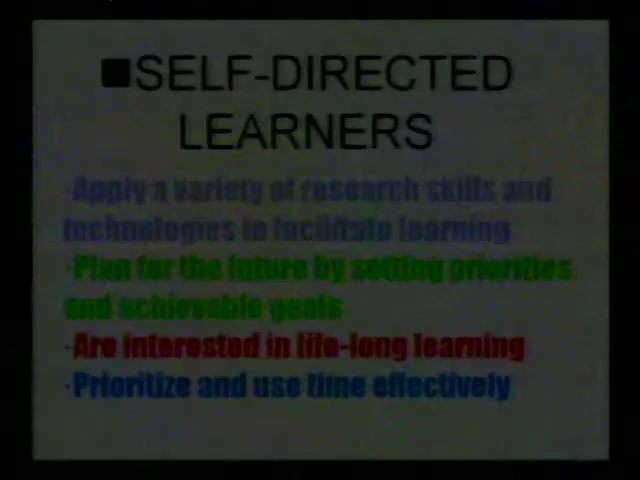 ■SELF-DIRECTED
LEARNERS
·Apply a variety of research skills and
technologies to facilitate learning
·Plan for the future by setting priorities
and achievable goals
·Are interested in life-long learning
·Prioritize and use time effectively